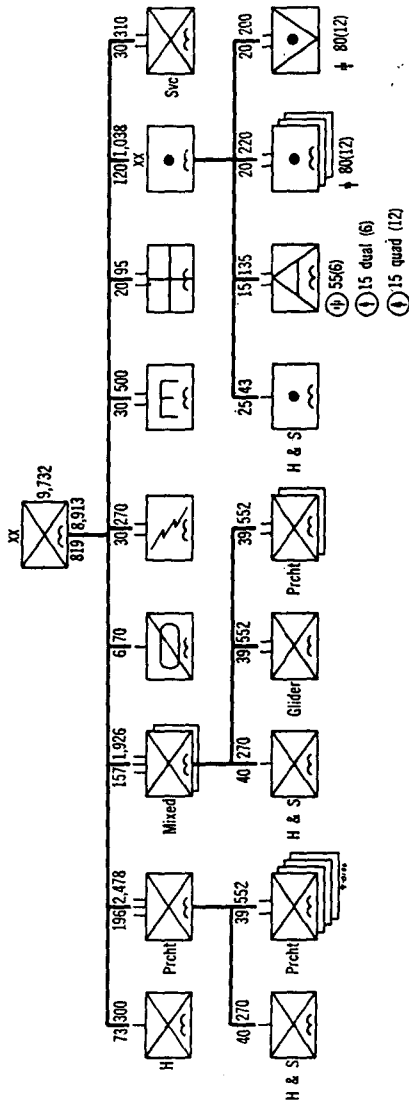 XX
9,732
819 8,913
73 300
196 2,478
157 1,926
6 70
30 270
30 500
20 95
120 1,038
30 310
XX
H
Prcht
Mixed
Svc
40 270
39 552
40 270
39 552
39 552
25 43
15 135
20 220
20 200
H & S
Prcht
H & S
Glider
Prcht
H & S
55(6)
80(12)
80(12)
15 dual (6)
15 quad (12)